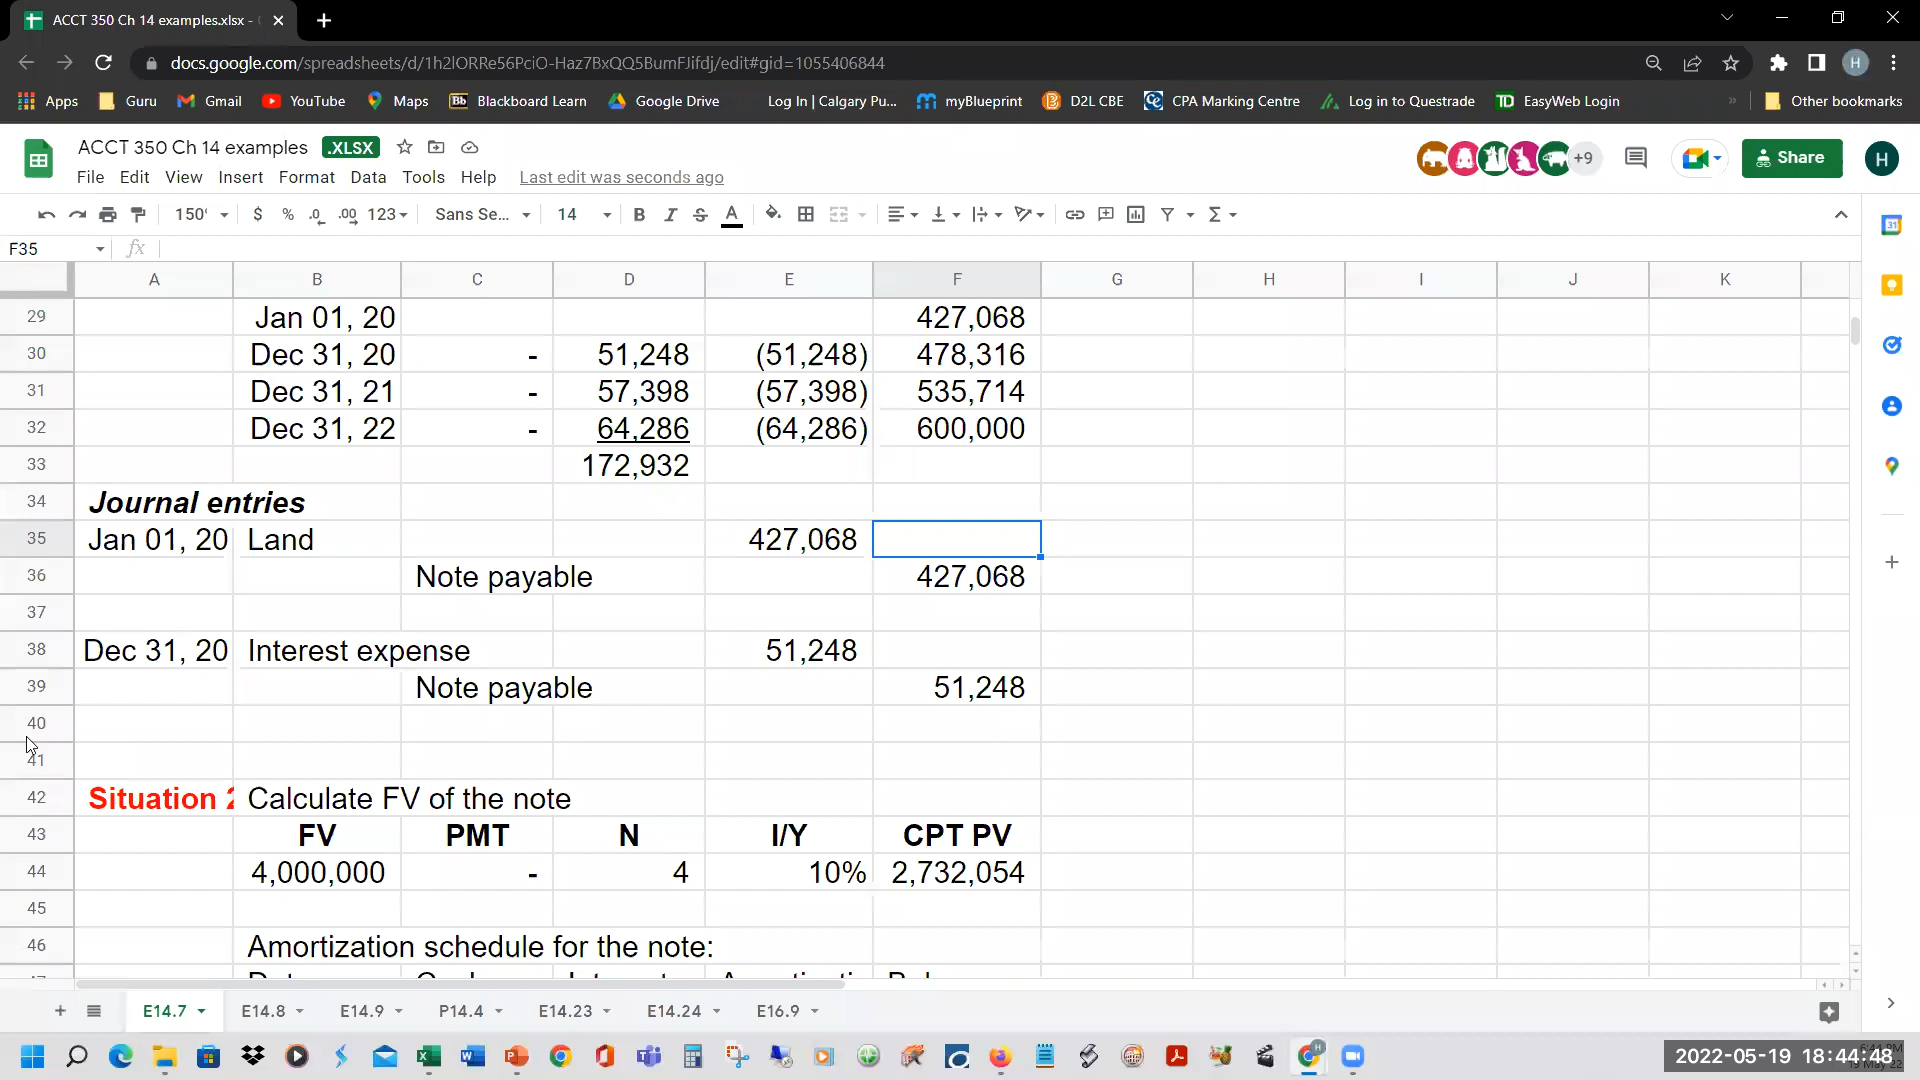 ACCT 350 Ch 14 examples.xlsx -
docs.google.com/spreadsheets/d/1h2lORRe56PciO-Haz7BxQQ5BumFJifdj/edit#gid=1055406844
H
Apps Guru Gmail YouTube Maps Bb Blackboard Learn Google Drive Log In | Calgary Pu... myBlueprint D2L CBE CPA Marking Centre Log in to Questrade TD EasyWeb Login » Other bookmarks
ACCT 350 Ch 14 examples .XLSX +9 Share H
File Edit View Insert Format Data Tools Help Last edit was seconds ago
150% $ % .0 .00 123 Sans Se... 14 B I S A
F35 fx
A B C D E F G H I J K
29 Jan 01, 20 427,068
30 Dec 31, 20 - 51,248 (51,248) 478,316
31 Dec 31, 21 - 57,398 (57,398) 535,714
32 Dec 31, 22 - 64,286 (64,286) 600,000
33 172,932
34 Journal entries
35 Jan 01, 20 Land 427,068
36 Note payable 427,068
37
38 Dec 31, 20 Interest expense 51,248
39 Note payable 51,248
40
41
42 Situation 2 Calculate FV of the note
43 FV PMT N I/Y CPT PV
44 4,000,000 - 4 10% 2,732,054
45
46 Amortization schedule for the note:
E14.7 E14.8 E14.9 P14.4 E14.23 E14.24 E16.9
2022-05-19 18:44:48